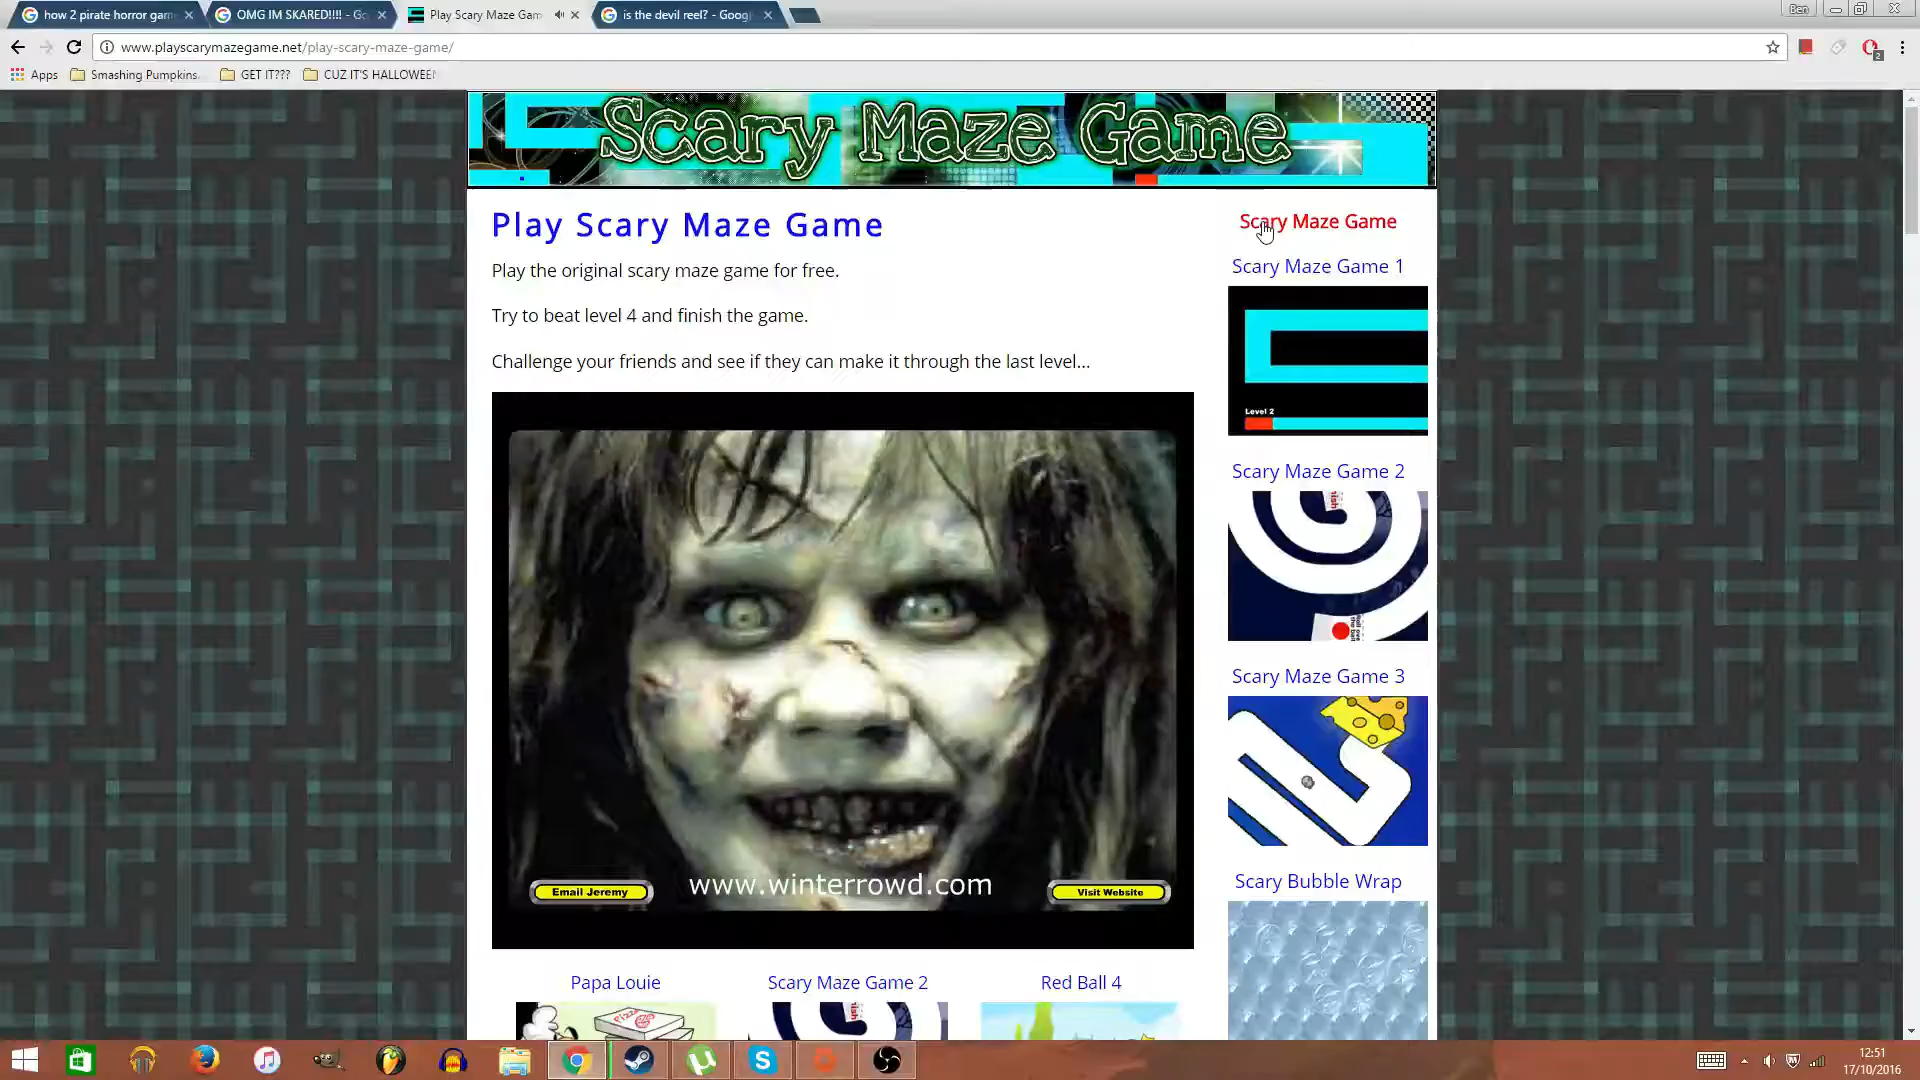 how 2 pirate horror gam
OMG IM SKARED!!!! - Go
Play Scary Maze Gam
is the devil reel? - Goog
Ben
www.playscarymazegame.net/play-scary-maze-game/
2
Apps
Smashing Pumpkins
GET IT???
CUZ IT'S HALLOWEEN
Scary Maze Game
Play Scary Maze Game
Play the original scary maze game for free.
Try to beat level 4 and finish the game.
Challenge your friends and see if they can make it through the last level...
Email Jeremy
www.winterrowd.com
Visit Website
Papa Louie
Scary Maze Game 2
Red Ball 4
Pizza
Scary Maze Game
Scary Maze Game 1
Level 2
Scary Maze Game 2
Scary Maze Game 3
Scary Bubble Wrap
12:51
17/10/2016